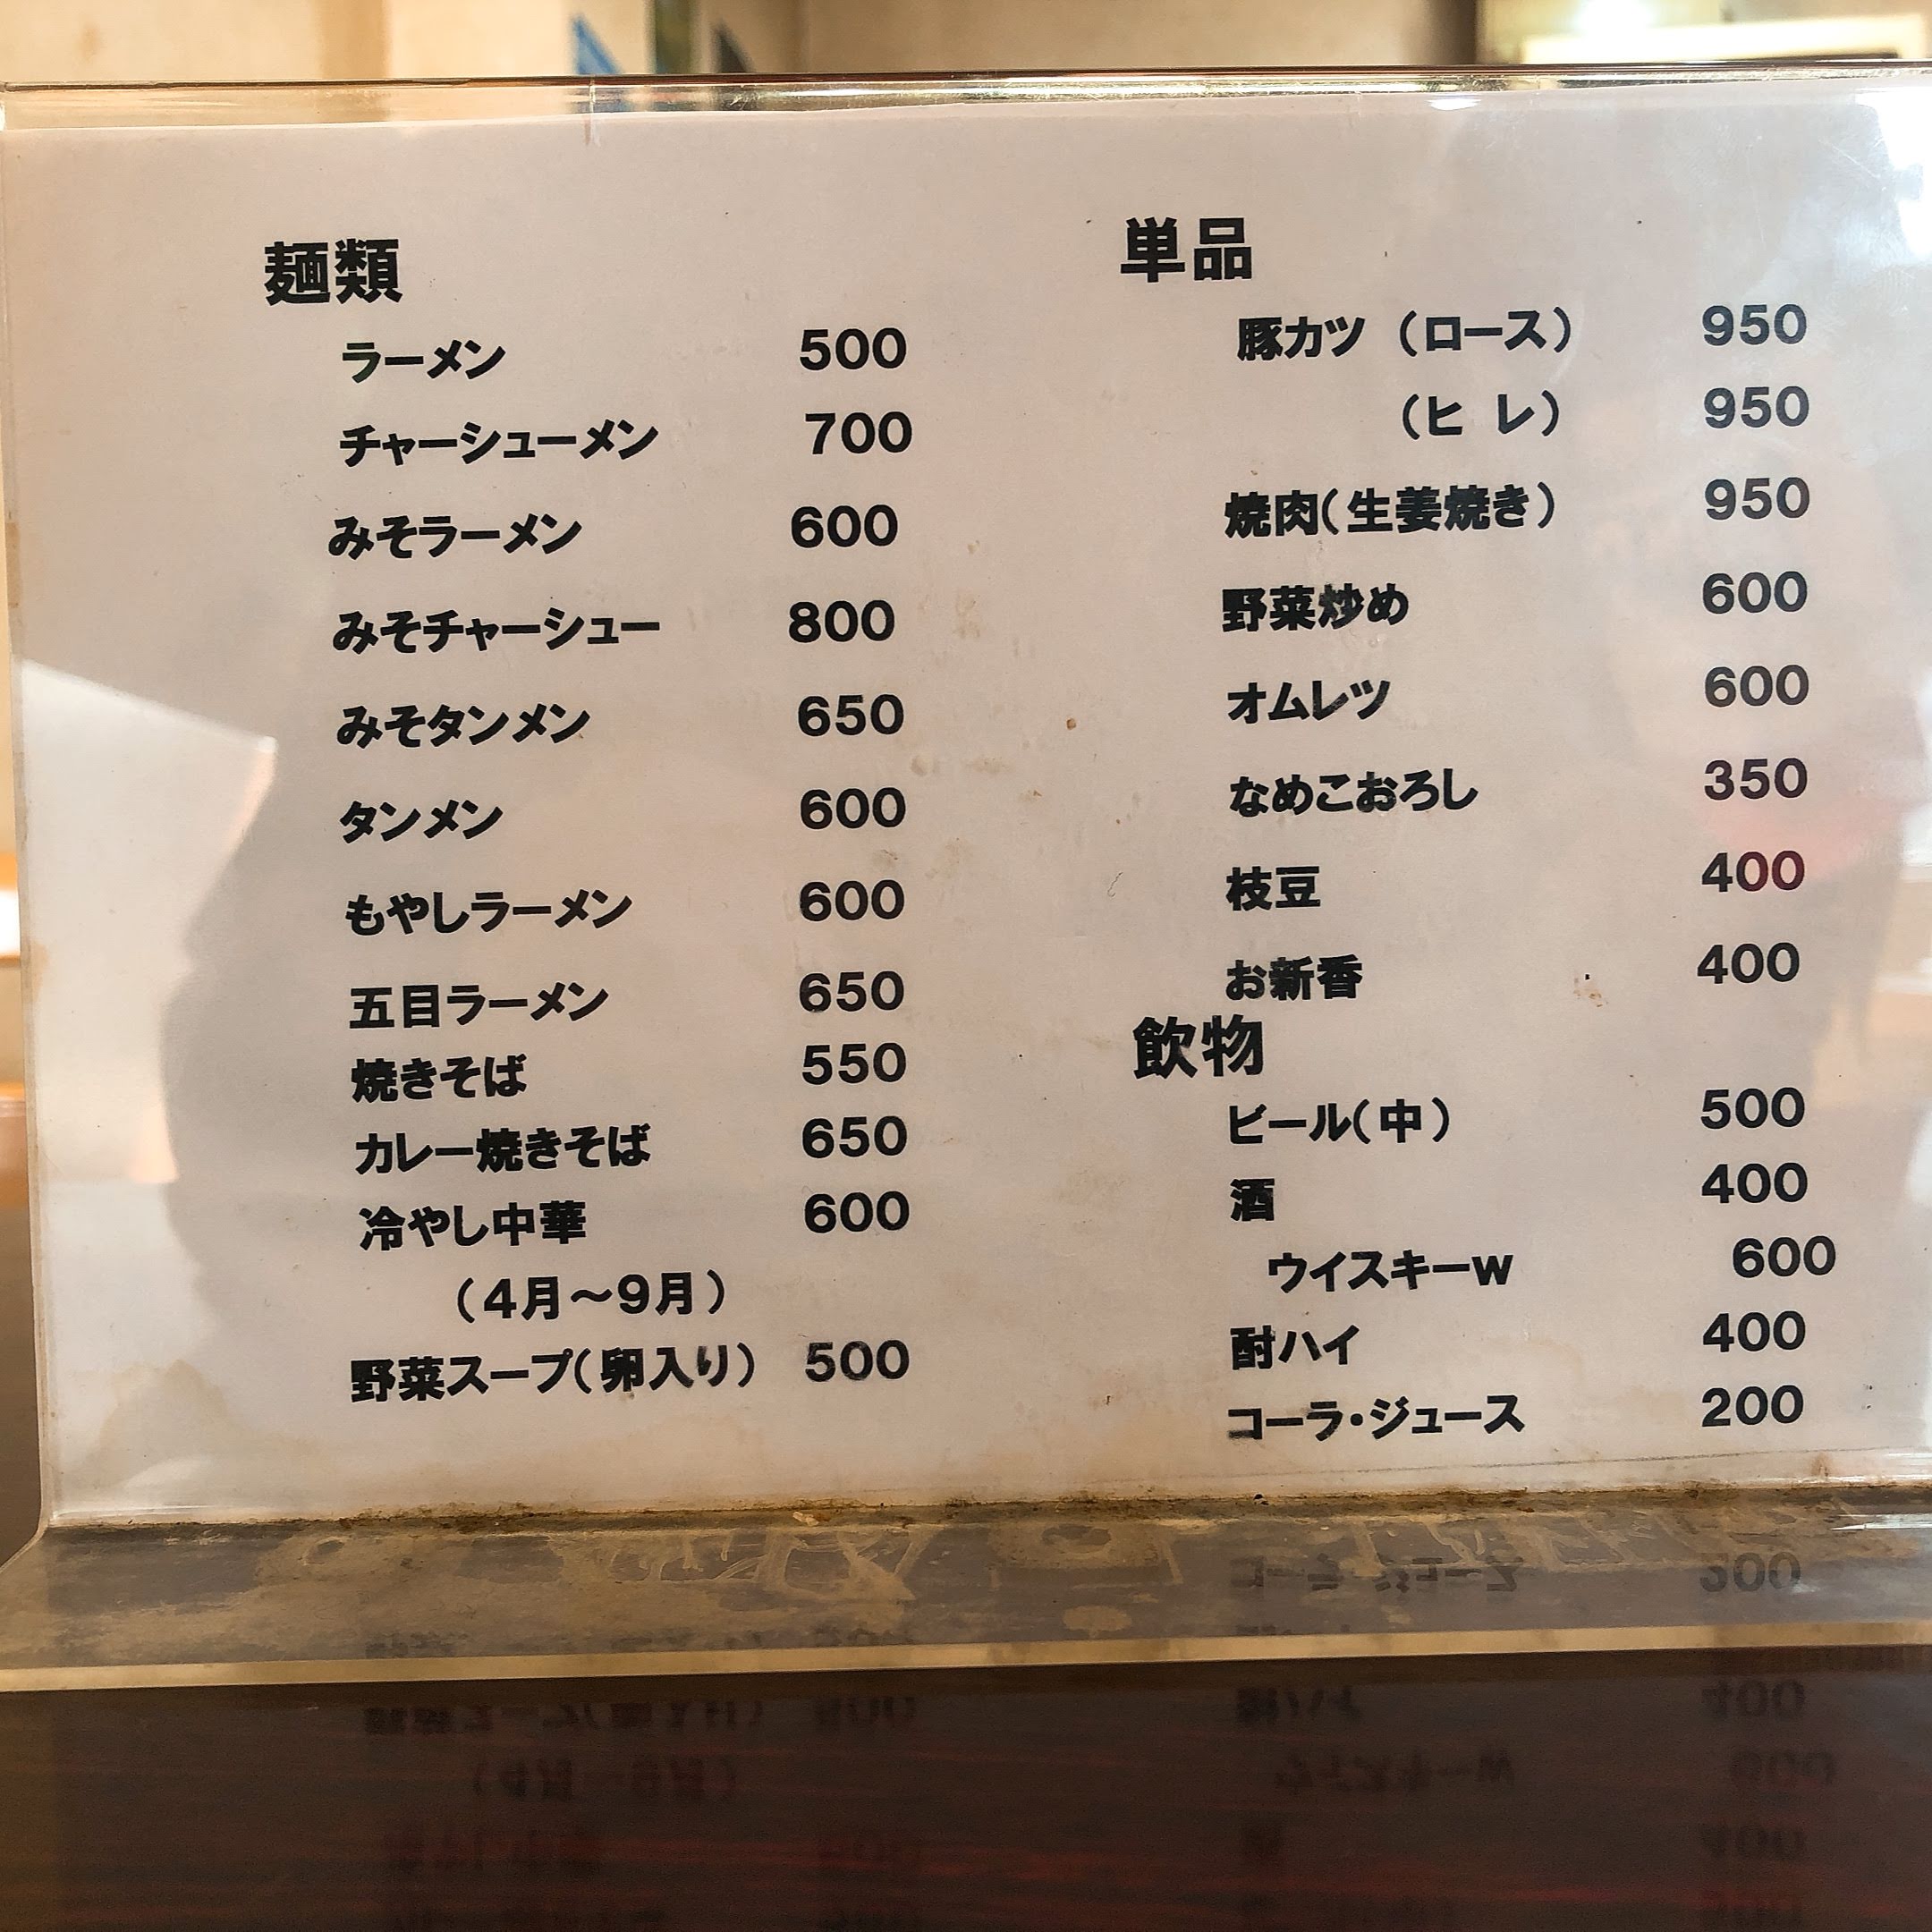 麺類
ラーメン 500
チャーシューメン 700
みそラーメン 600
みそチャーシュー 800
みそタンメン 650
タンメン 600
もやしラーメン 600
五目ラーメン 650
焼きそば 550
カレー焼きそば 650
冷やし中華 600
（4月～9月）
野菜スープ（卵入り） 500
単品
豚カツ（ロース） 950
（ヒレ） 950
焼肉（生姜焼き） 950
野菜炒め 600
オムレツ 600
なめこおろし 350
枝豆 400
お新香 400
飲物
ビール（中） 500
酒 400
ウイスキーw 600
酎ハイ 400
コーラ・ジュース 200